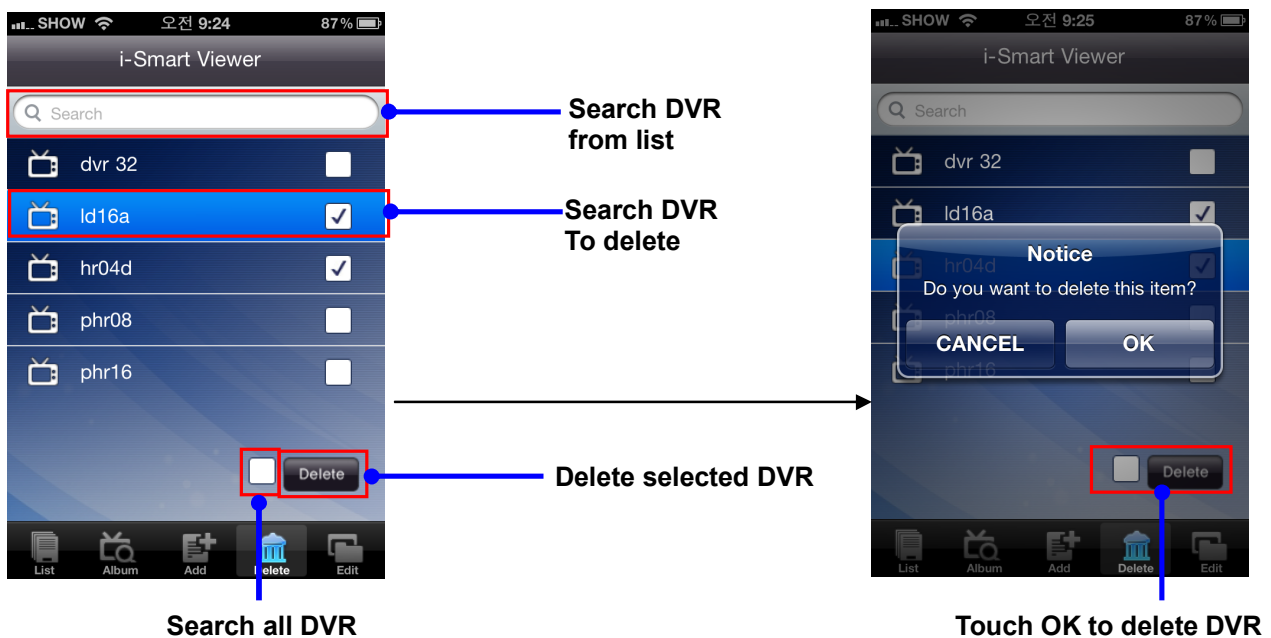 SHOW 오전 9:24 87%
i-Smart Viewer
Search
dvr 32
ld16a
hr04d
phr08
phr16
Delete
List Album Add Delete Edit
Search DVR
from list
Search DVR
To delete
Delete selected DVR
Search all DVR
SHOW 오전 9:25 87%
i-Smart Viewer
Search
dvr 32
ld16a
hr04d
Notice
Do you want to delete this item?
phr08
CANCEL OK
phr16
Delete
List Album Add Delete Edit
Touch OK to delete DVR